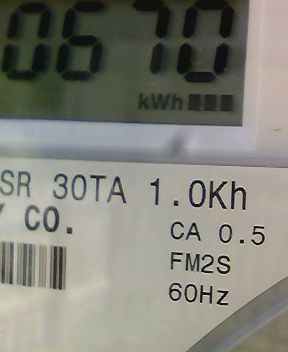 0670
kWh
SR 30TA 1.0Kh
CO.
CA 0.5
FM2S
60Hz